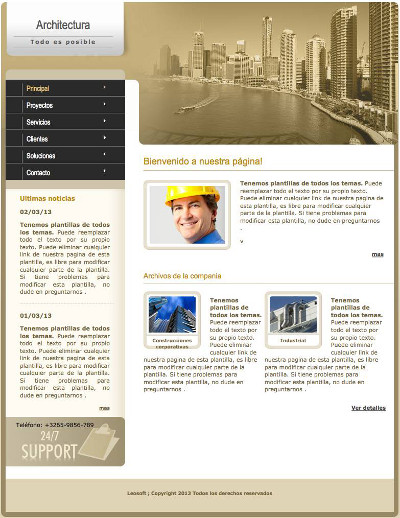 Architectura
Todo es posible
Principal
Proyectos
Servicios
Clientes
Soluciones
Contacto
Ultimas noticias
02/03/13
Tenemos plantillas de todos
los temas. Puede reemplazar
todo el texto por su propio
texto. Puede eliminar cualquier
link de nuestra pagina de esta
plantilla, es libre para modificar
cualquier parte de la plantilla.
Si tiene problemas para
modificar esta plantilla, no
dude en preguntarnos .
01/03/13
Tenemos plantillas de todos
los temas. Puede reemplazar
todo el texto por su propio
texto. Puede eliminar cualquier
link de nuestra pagina de esta
plantilla, es libre para modificar
cualquier parte de la plantilla.
Si tiene problemas para
modificar esta plantilla, no
dude en preguntarnos .
mas
Teléfono: +3255-9856-789
24/7
SUPPORT
Bienvenido a nuestra página!
Tenemos plantillas de todos los temas. Puede
reemplazar todo el texto por su propio texto.
Puede eliminar cualquier link de nuestra pagina
de esta plantilla, es libre para modificar cualquier
parte de la plantilla. Si tiene problemas para
modificar esta plantilla, no dude en preguntarnos
.
v
mas
Archivos de la compania
Construcciones
corporativas
Tenemos
plantillas de
todos los temas.
Puede reemplazar
todo el texto por
su propio texto.
Puede eliminar
cualquier link de
nuestra pagina de esta plantilla, es libre para
modificar cualquier parte de la plantilla. Si
tiene problemas para modificar esta plantilla,
no dude en preguntarnos .
Industrial
Tenemos
plantillas de
todos los temas.
Puede reemplazar
todo el texto por
su propio texto.
Puede eliminar
cualquier link de
nuestra pagina de esta plantilla, es libre para
modificar cualquier parte de la plantilla. Si
tiene problemas para modificar esta plantilla,
no dude en preguntarnos .
Ver detalles
Leosoft ; Copyright 2013 Todos los derechos reservados